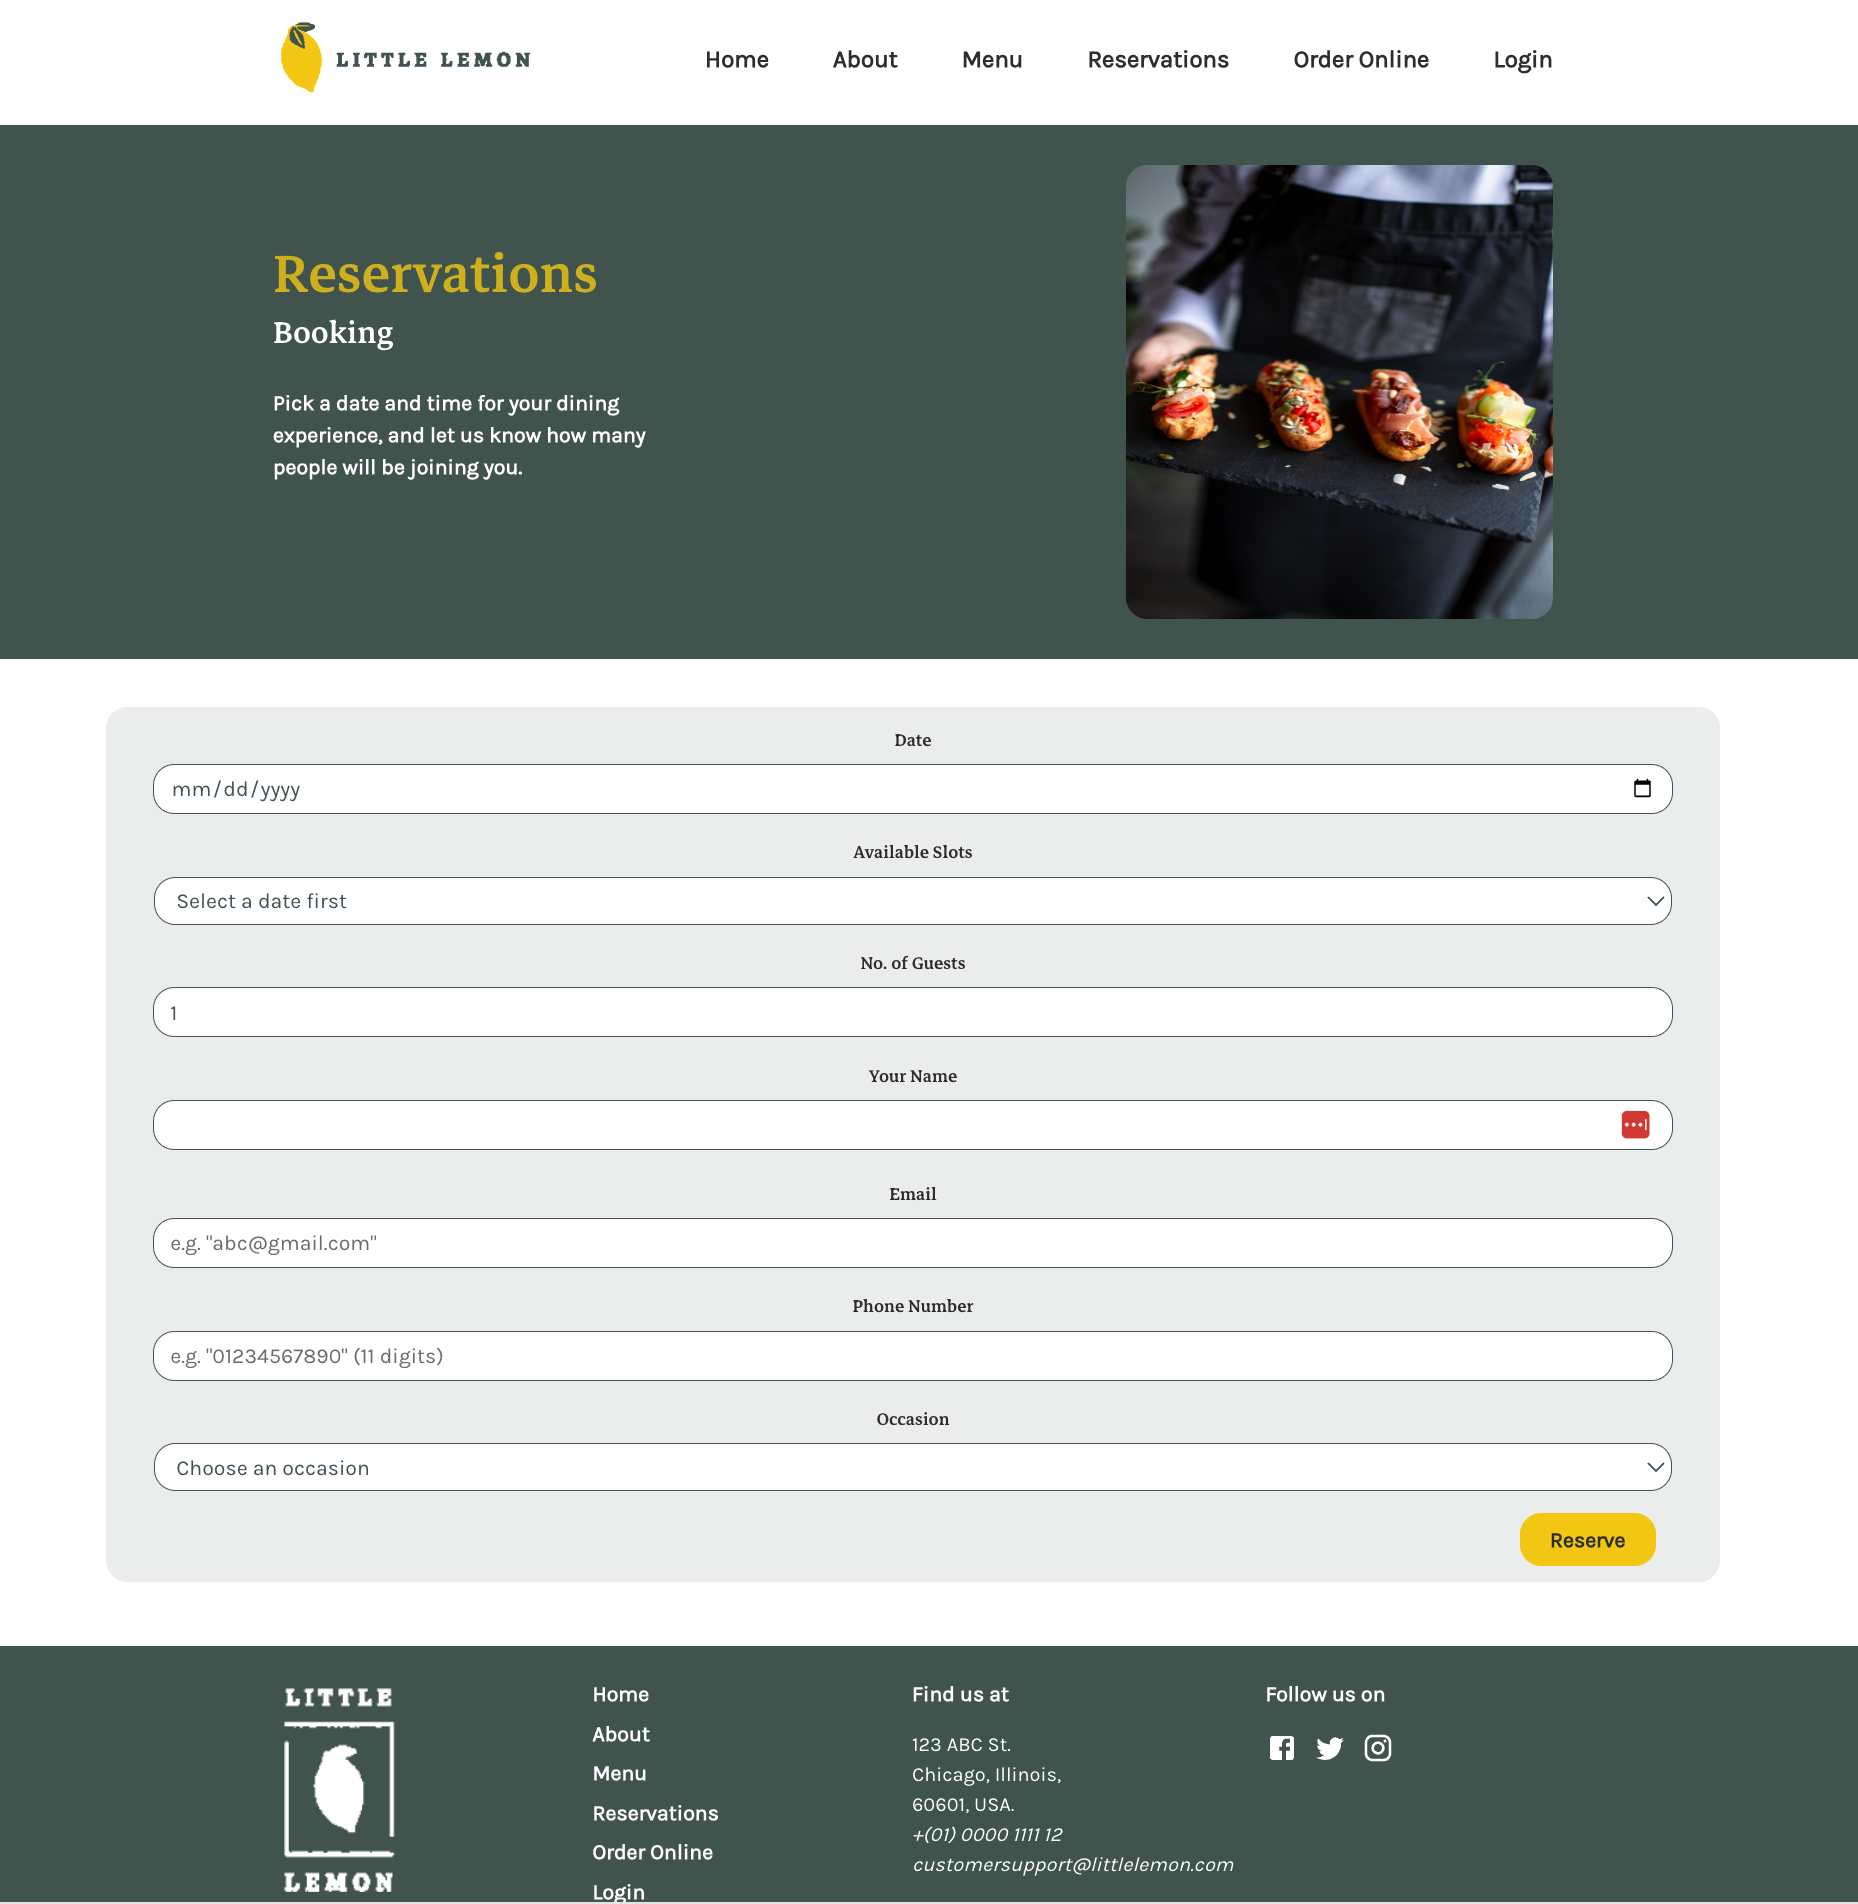 LITTLE LEMON
Home About Menu Reservations Order Online Login
Reservations
Booking
Pick a date and time for your dining
experience, and let us know how many
people will be joining you.
Date
mm/dd/yyyy
Available Slots
Select a date first
No. of Guests
1
Your Name
Email
e.g. "abc@gmail.com"
Phone Number
e.g. "01234567890" (11 digits)
Occasion
Choose an occasion
Reserve
LITTLE
LEMON
Home
About
Menu
Reservations
Order Online
Login
Find us at
123 ABC St.
Chicago, Illinois,
60601, USA.
+(01) 0000 1111 12
customersupport@littlelemon.com
Follow us on